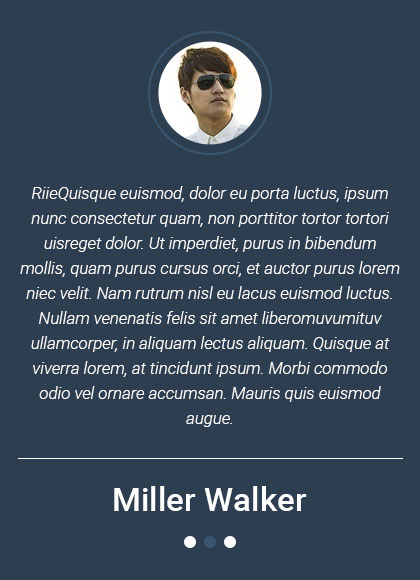 RiieQuisque euismod, dolor eu porta luctus, ipsum
nunc consectetur quam, non porttitor tortor tortori
uisreget dolor. Ut imperdiet, purus in bibendum
mollis, quam purus cursus orci, et auctor purus lorem
niec velit. Nam rutrum nisl eu lacus euismod luctus.
Nullam venenatis felis sit amet liberomuvumituv
ullamcorper, in aliquam lectus aliquam. Quisque at
viverra lorem, at tincidunt ipsum. Morbi commodo
odio vel ornare accumsan. Mauris quis euismod
augue.
Miller Walker